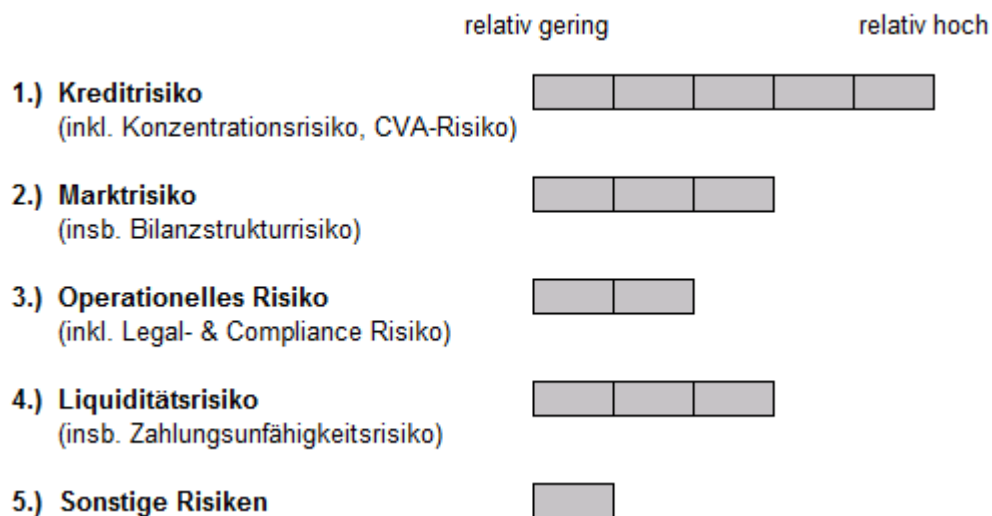 relativ gering relativ hoch
1.) Kreditrisiko
(inkl. Konzentrationsrisiko, CVA-Risiko)
2.) Marktrisiko
(insb. Bilanzstrukturrisiko)
3.) Operationelles Risiko
(inkl. Legal- & Compliance Risiko)
4.) Liquiditätsrisiko
(insb. Zahlungsunfähigkeitsrisiko)
5.) Sonstige Risiken